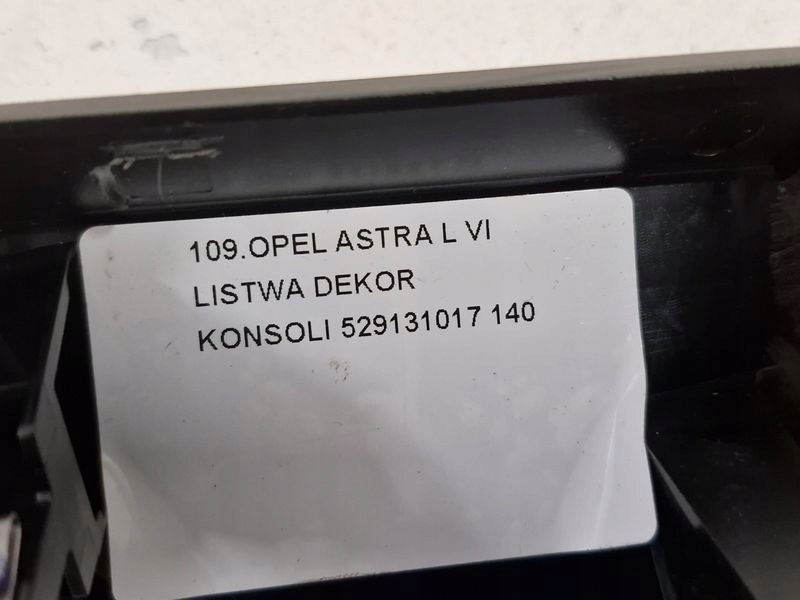 109.OPEL ASTRA L VI
LISTWA DEKOR
KONSOLI 529131017 140